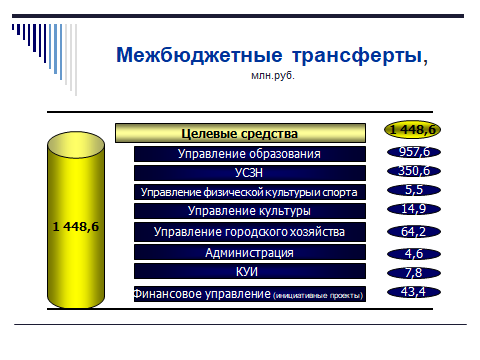 Межбюджетные трансферты,
млн.руб.
Целевые средства 1 448,6
Управление образования 957,6
УСЗН 350,6
Управление физической культуры и спорта 5,5
Управление культуры 14,9
Управление городского хозяйства 64,2
Администрация 4,6
КУИ 7,8
Финансовое управление (инициативные проекты) 43,4
1 448,6